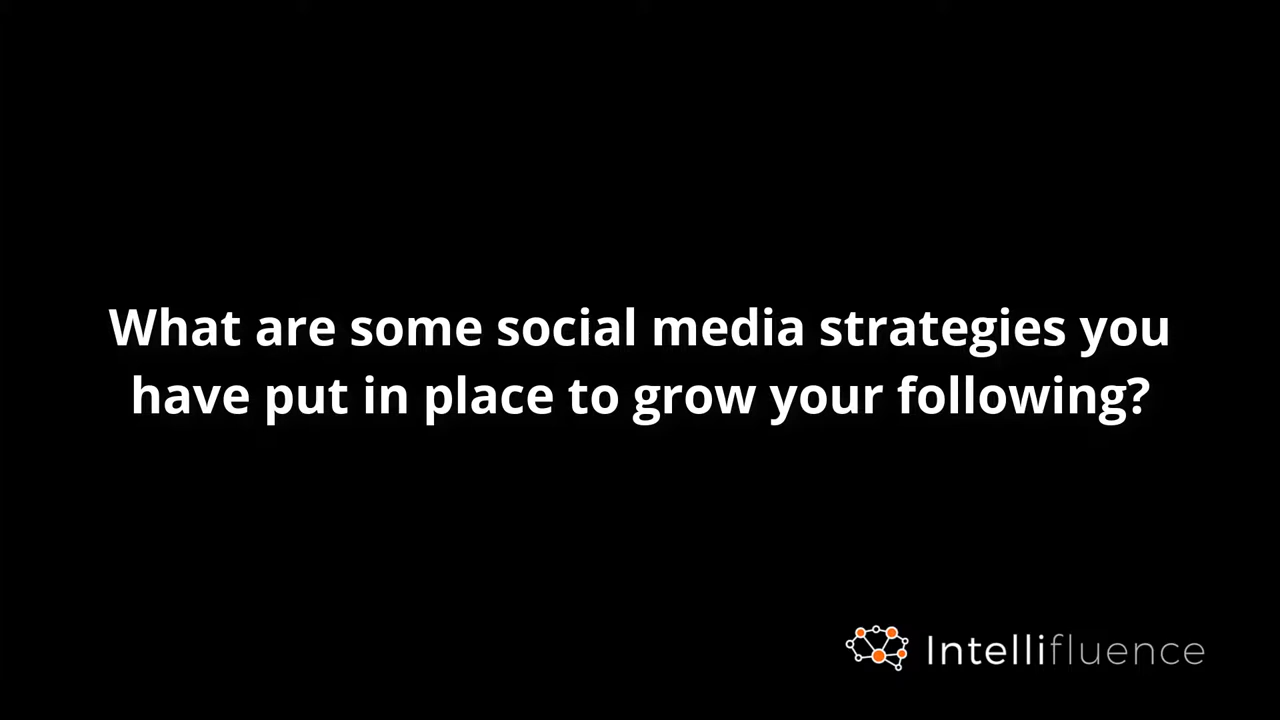 What are some social media strategies you
have put in place to grow your following?
Intellifluence